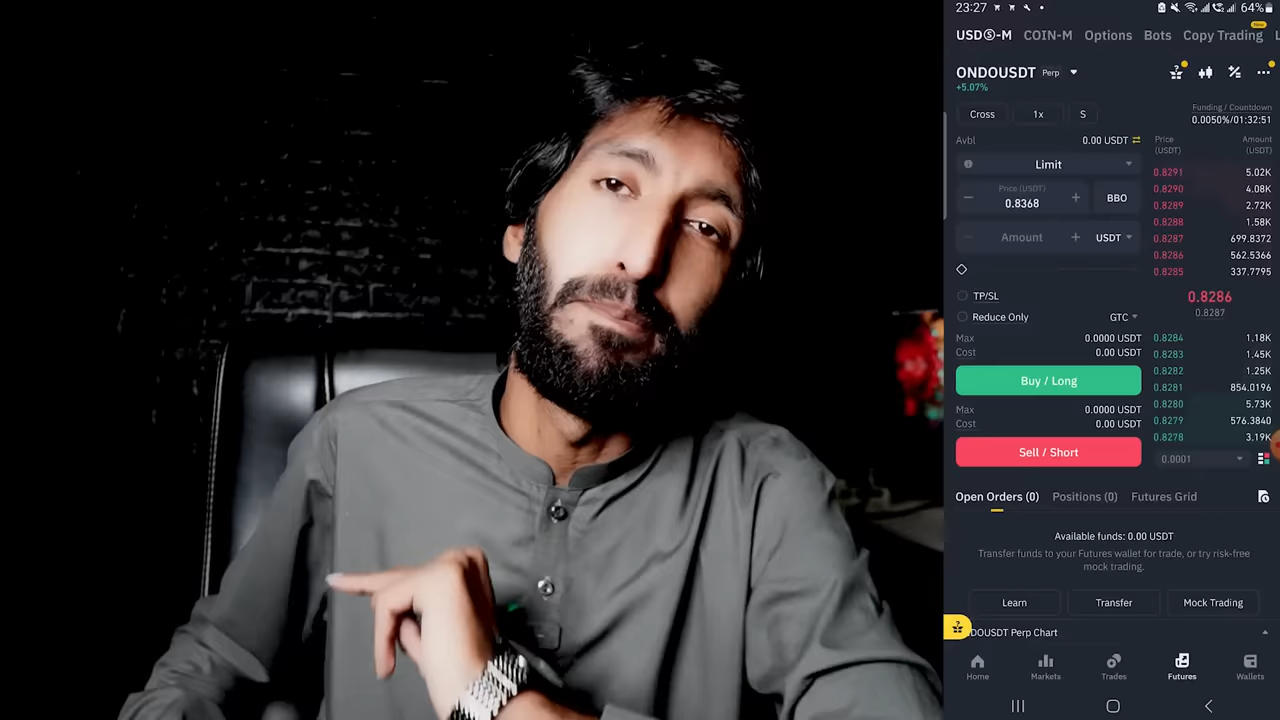 23:27 64%
USDⓈ-M COIN-M Options Bots Copy Trading New
ONDOUSDT Perp
+5.07%
Cross 1x S
Funding / Countdown
0.0050%/01:32:51
Avbl 0.00 USDT
Price (USDT) Amount (USDT)
Limit
Price (USDT)
0.8368
BBO
Amount USDT
0.8291 5.02K
0.8290 4.08K
0.8289 2.72K
0.8288 1.58K
0.8287 699.8372
0.8286 562.5366
0.8285 337.7795
TP/SL
0.8286
0.8287
Reduce Only GTC
Max 0.0000 USDT
Cost 0.00 USDT
Buy / Long
Max 0.0000 USDT
Cost 0.00 USDT
Sell / Short
0.8284 1.18K
0.8283 1.45K
0.8282 1.25K
0.8281 854.0196
0.8280 5.73K
0.8279 576.3840
0.8278 3.19K
0.0001
Open Orders (0) Positions (0) Futures Grid
Available funds: 0.00 USDT
Transfer funds to your Futures wallet for trade, or try risk-free
mock trading.
Learn Transfer Mock Trading
DOUSDT Perp Chart
Home Markets Trades Futures Wallets